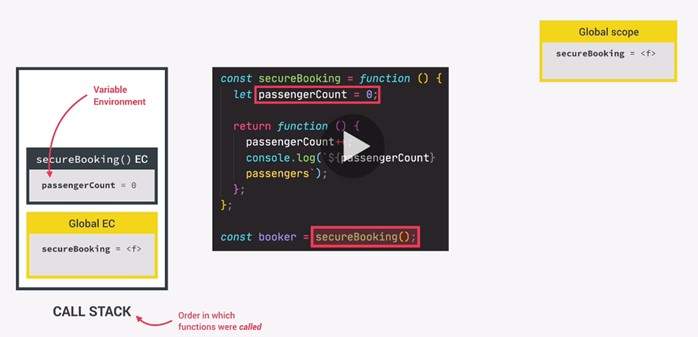 Global scope
secureBooking = <f>
Variable
Environment
secureBooking() EC
passengerCount = 0
Global EC
secureBooking = <f>
CALL STACK
Order in which
functions were called
const secureBooking = function () {
let passengerCount = 0;
return function () {
passengerCount++;
console.log(`${passengerCount}
passengers`);
};
};
const booker = secureBooking();